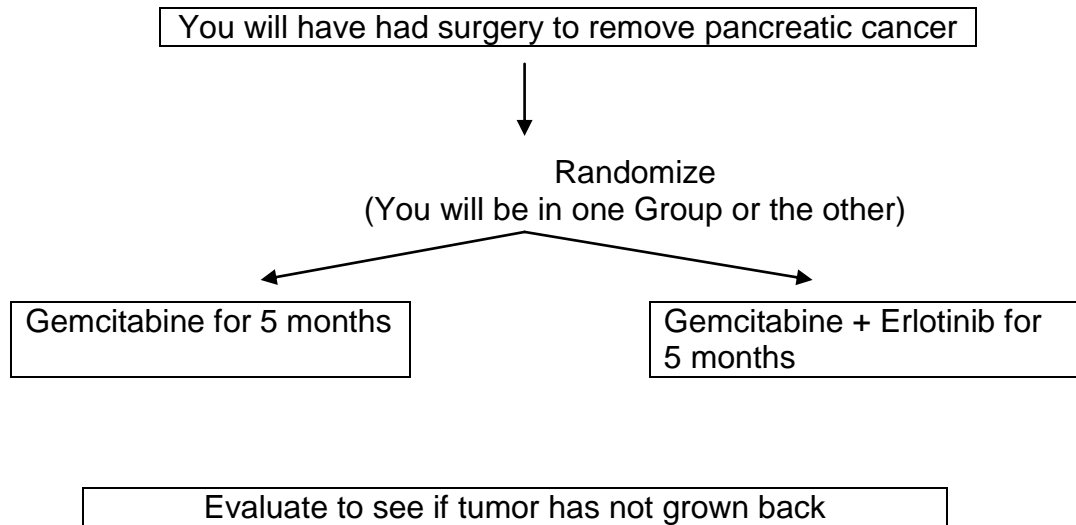 You will have had surgery to remove pancreatic cancer
Randomize
(You will be in one Group or the other)
Gemcitabine for 5 months
Gemcitabine + Erlotinib for
5 months
Evaluate to see if tumor has not grown back